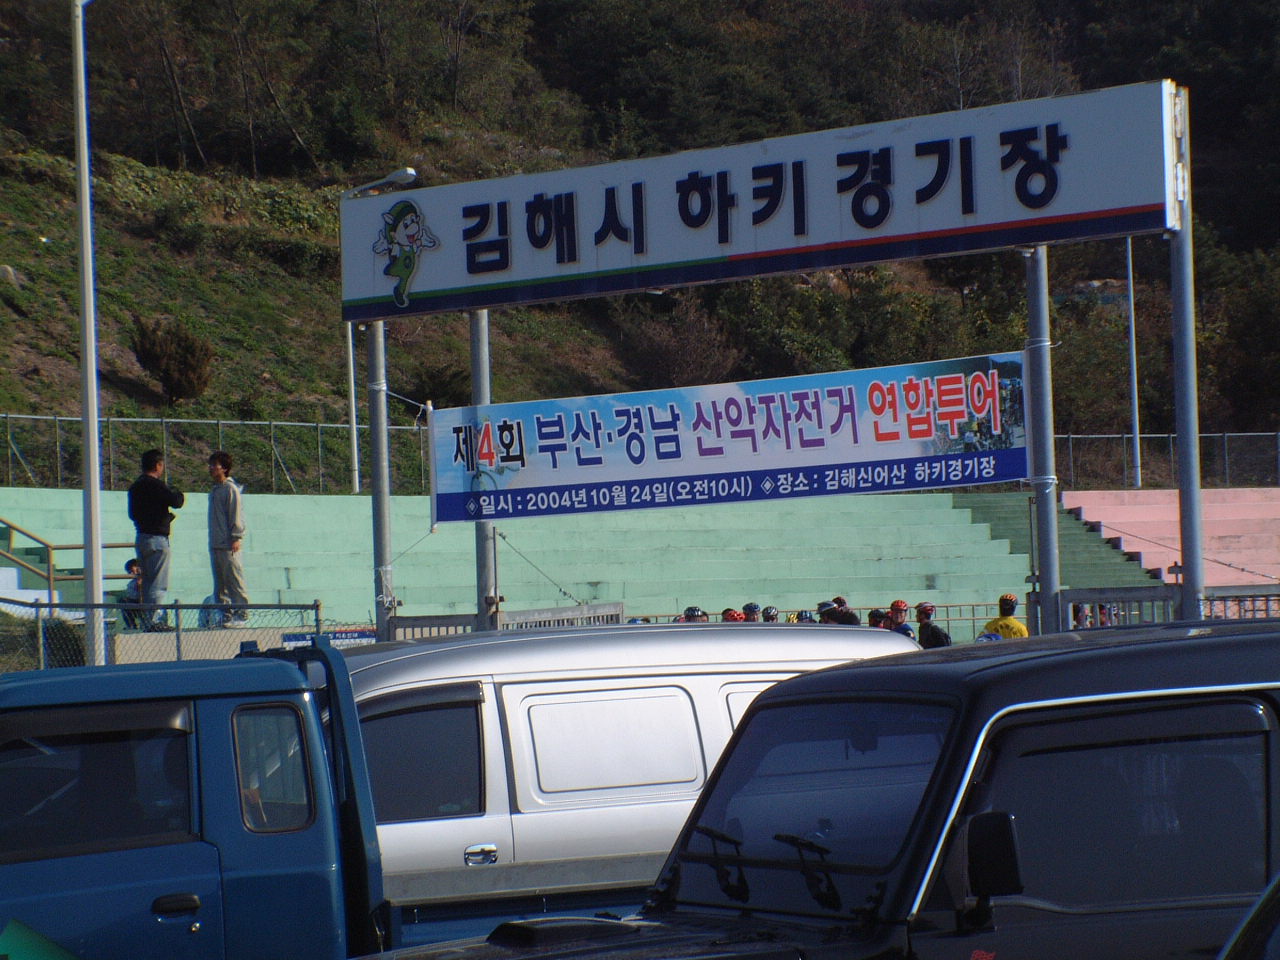 김해시 하키 경기장
제4회 부산·경남 산악자전거 연합투어
◈일시 : 2004년 10월 24일(오전10시) ◈장소 : 김해신어산 하키경기장